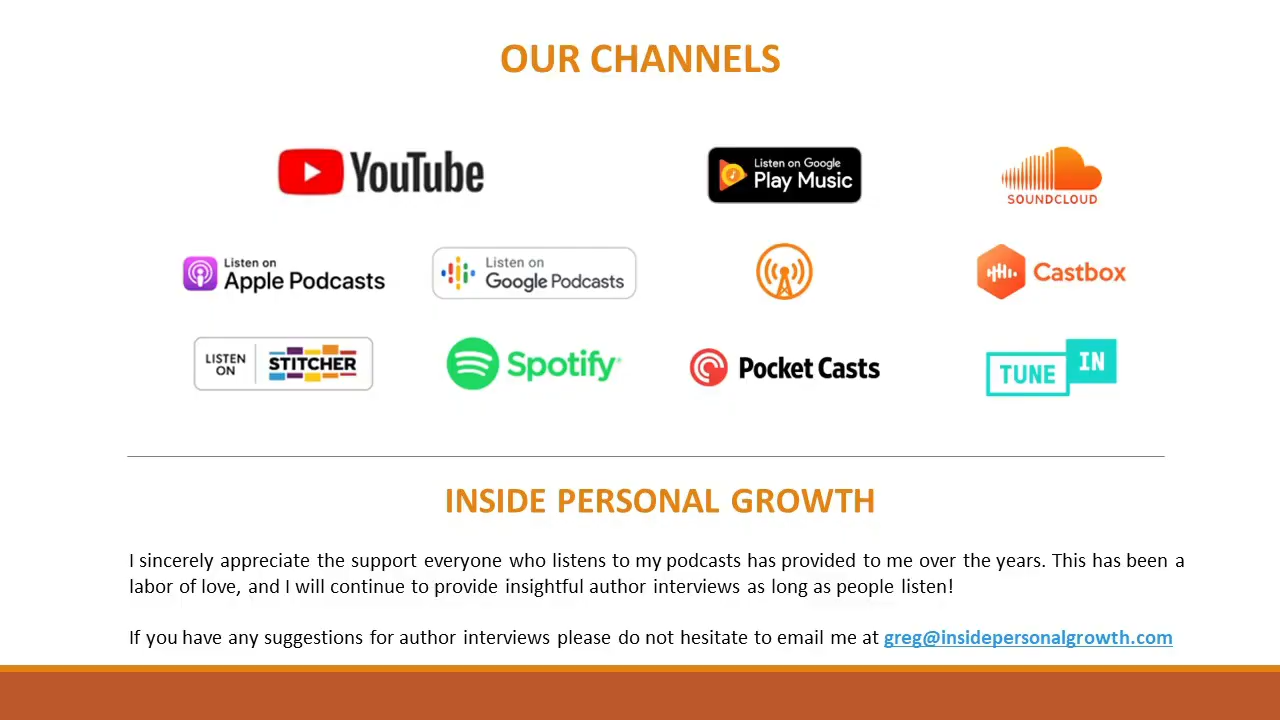 OUR CHANNELS
YouTube
Listen on Google
Play Music
SOUNDCLOUD
Listen on
Apple Podcasts
Listen on
Google Podcasts
Castbox
LISTEN
ON
STITCHER
Spotify
Pocket Casts
TUNE IN
INSIDE PERSONAL GROWTH
I sincerely appreciate the support everyone who listens to my podcasts has provided to me over the years. This has been a
labor of love, and I will continue to provide insightful author interviews as long as people listen!
If you have any suggestions for author interviews please do not hesitate to email me at greg@insidepersonalgrowth.com